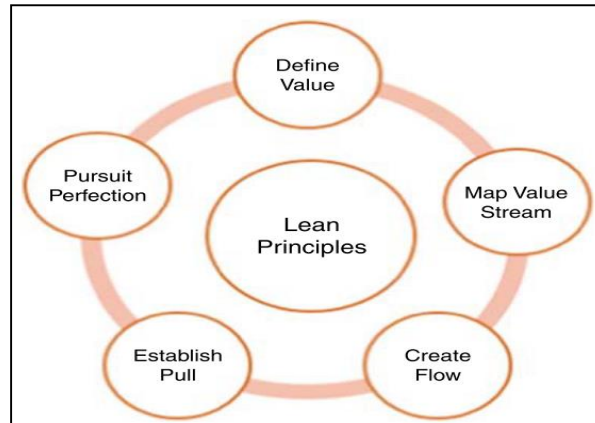 Define
Value
Map Value
Stream
Create
Flow
Establish
Pull
Pursuit
Perfection
Lean
Principles